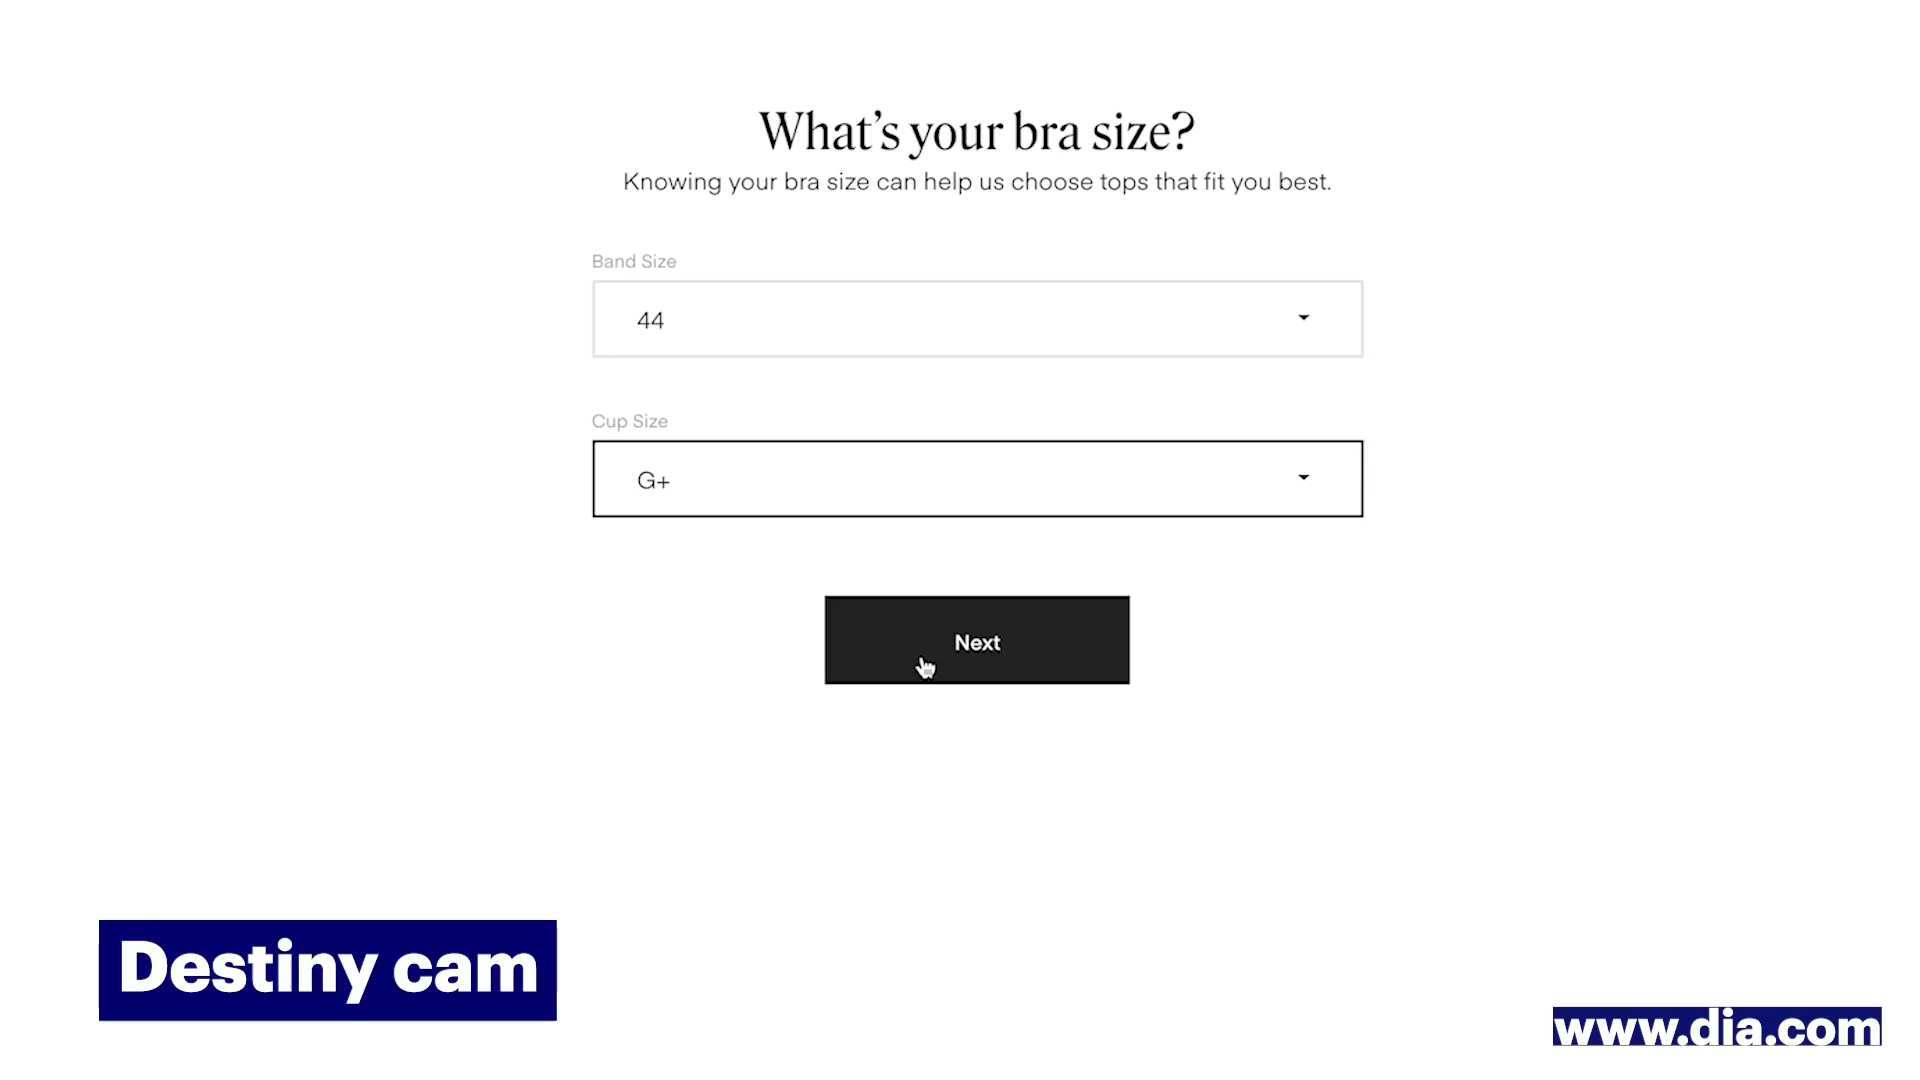 What's your bra size?
Knowing your bra size can help us choose tops that fit you best.
Band Size
44
Cup Size
G+
Next
Destiny cam
www.dia.com